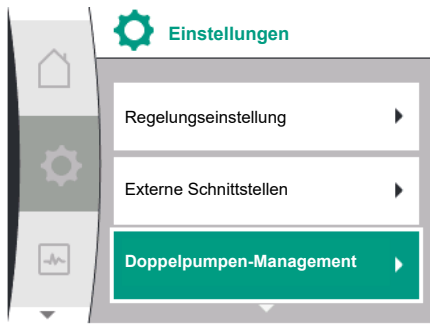 Einstellungen
Regelungseinstellung
Externe Schnittstellen
Doppelpumpen-Management